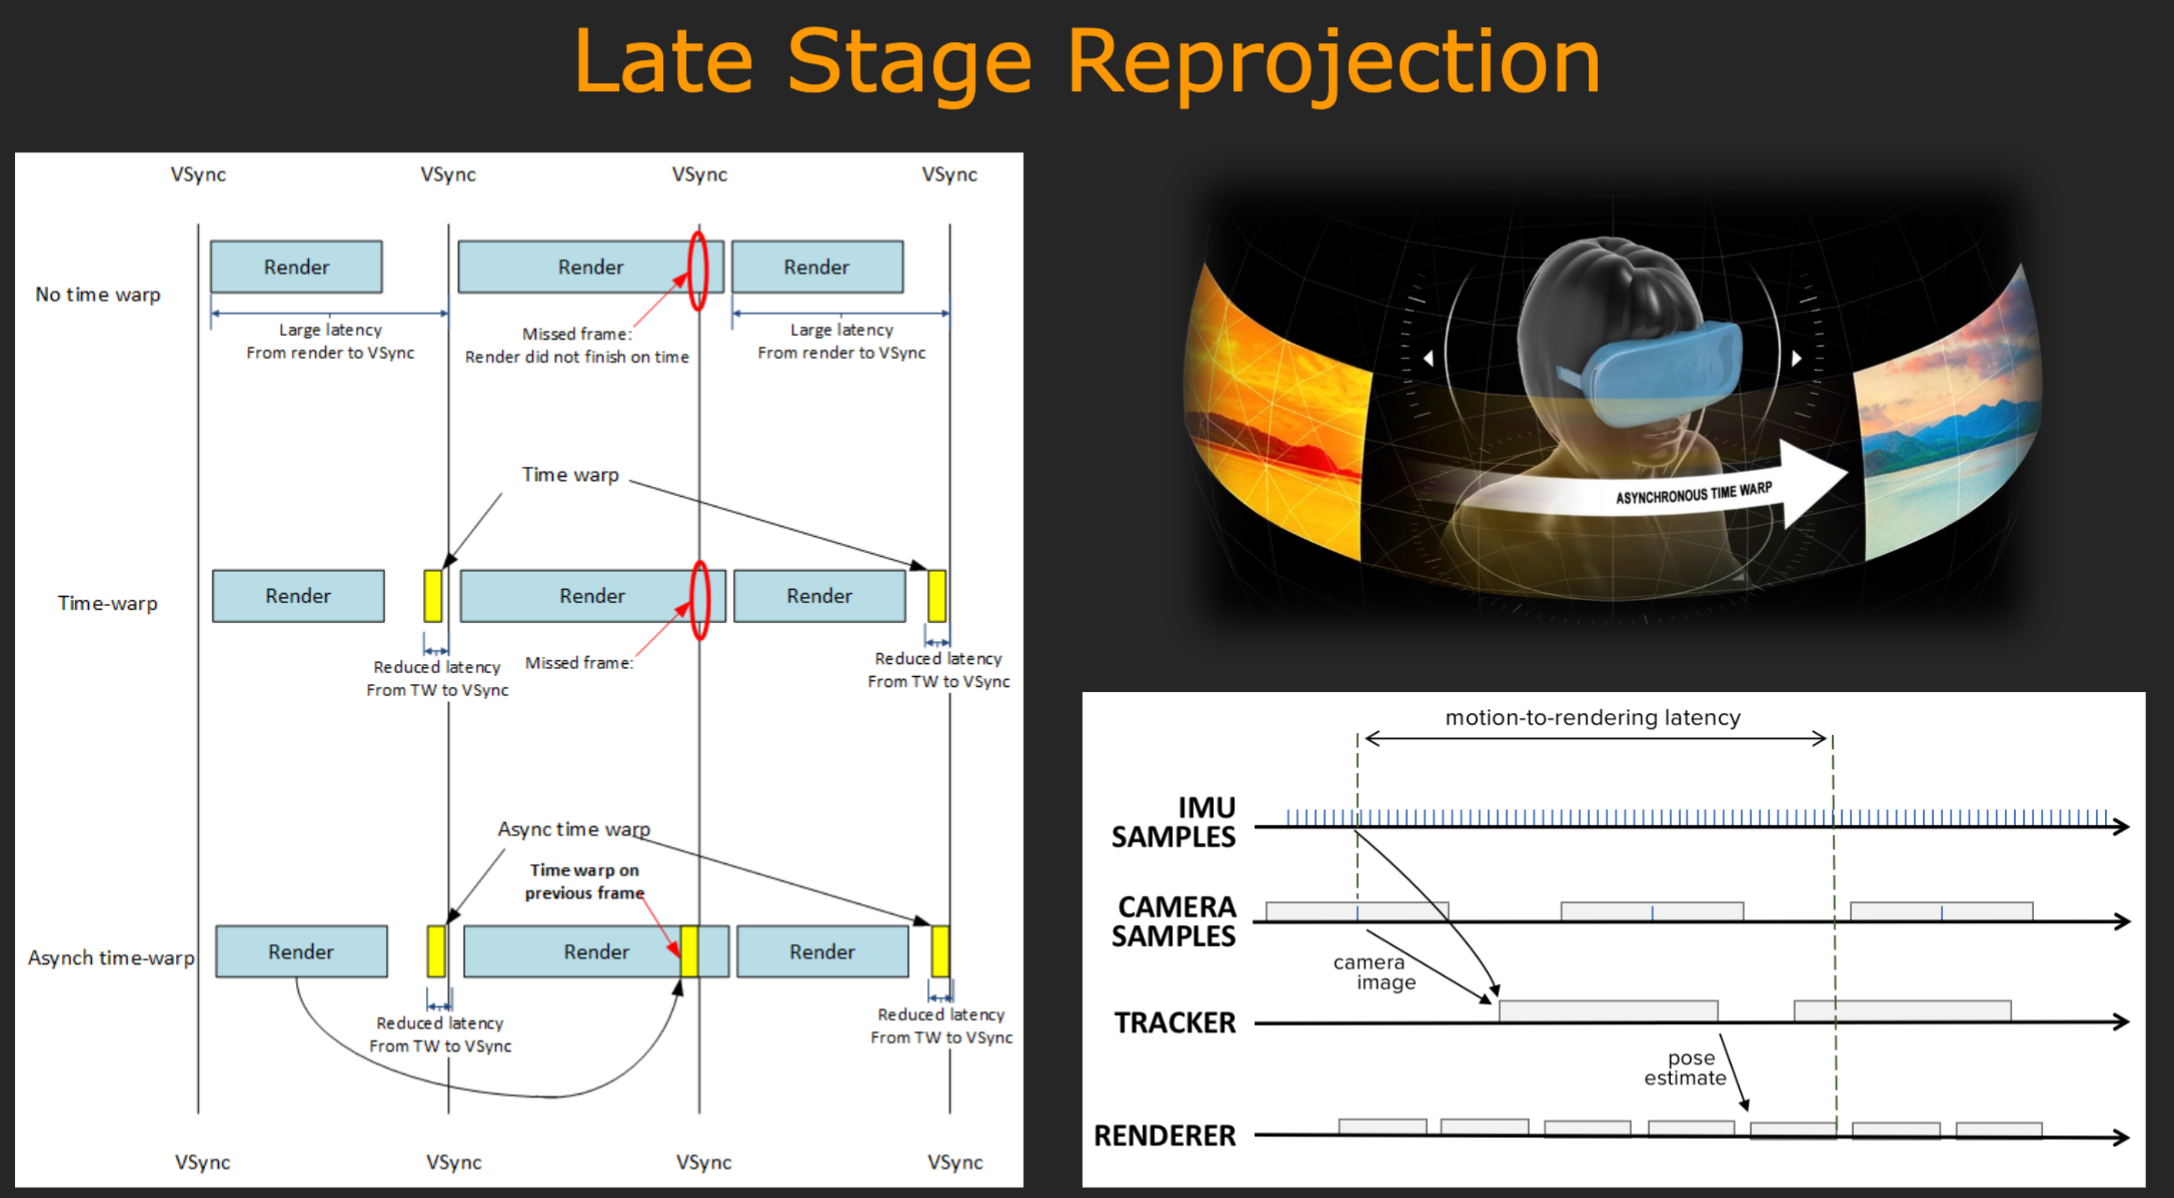 Late Stage Reprojection
VSync VSync VSync VSync
No time warp
Render Render Render
Large latency
From render to VSync
Missed frame:
Render did not finish on time
Large latency
From render to VSync
Time warp
Time-warp
Render Render Render
Reduced latency
From TW to VSync
Missed frame:
Reduced latency
From TW to VSync
Async time warp
Time warp on
previous frame
Asynch time-warp
Render Render Render
Reduced latency
From TW to VSync
Reduced latency
From TW to VSync
VSync VSync VSync VSync
ASYNCHRONOUS TIME WARP
motion-to-rendering latency
IMU
SAMPLES
CAMERA
SAMPLES
camera
image
TRACKER
pose
estimate
RENDERER